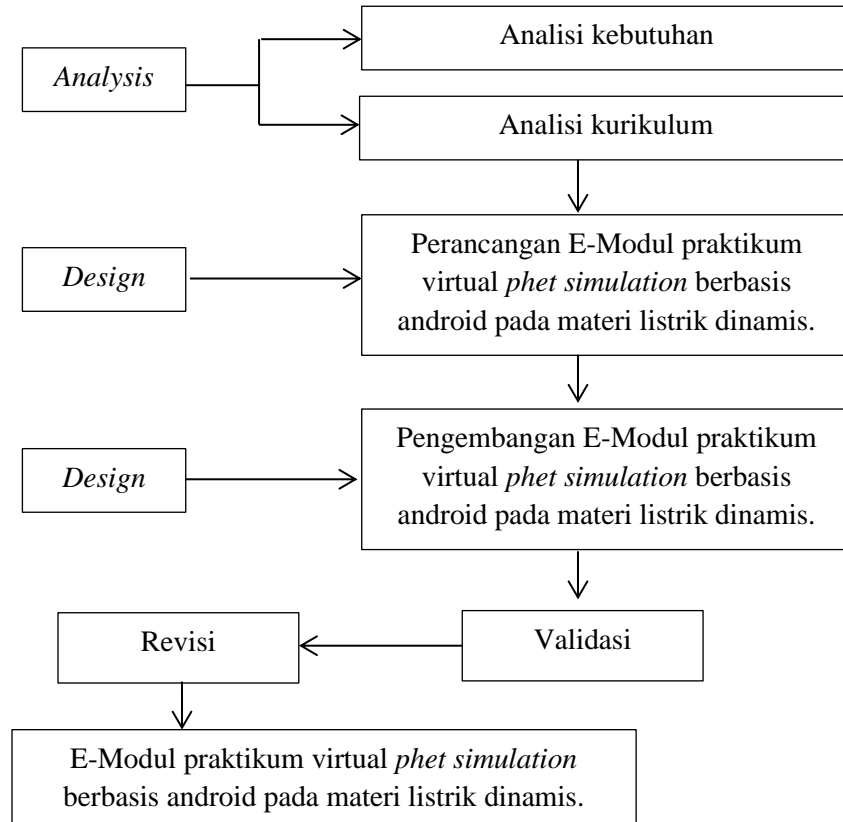 Analisi kebutuhan
Analysis
Analisi kurikulum
Perancangan E-Modul praktikum
virtual phet simulation berbasis
android pada materi listrik dinamis.
Design
Pengembangan E-Modul praktikum
virtual phet simulation berbasis
android pada materi listrik dinamis.
Design
Revisi
Validasi
E-Modul praktikum virtual phet simulation
berbasis android pada materi listrik dinamis.